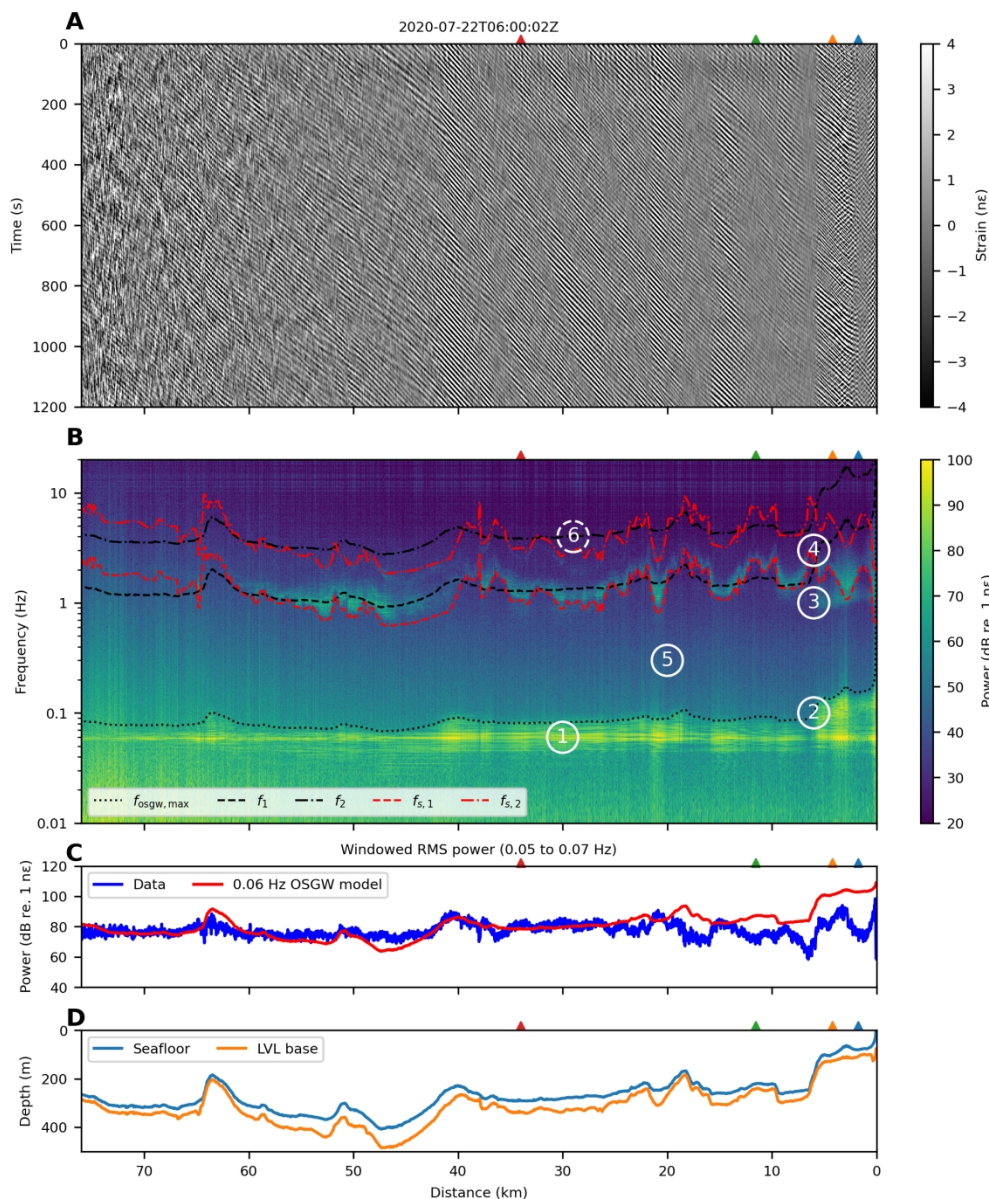 A
2020-07-22T06:00:02Z
0
200
400
600
800
1000
1200
Time (s)
4
3
2
1
0
−1
−2
−3
−4
Strain (nε)
B
10
1
0.1
0.01
Frequency (Hz)
1
2
3
4
5
6
f_osgw,max f_1 f_2 f_s,1 f_s,2
100
90
80
70
60
50
40
30
20
C
Windowed RMS power (0.05 to 0.07 Hz)
120
100
80
60
40
Power (dB re. 1 nε)
Data 0.06 Hz OSGW model
D
0
200
400
Depth (m)
Seafloor LVL base
70 60 50 40 30 20 10 0
Distance (km)